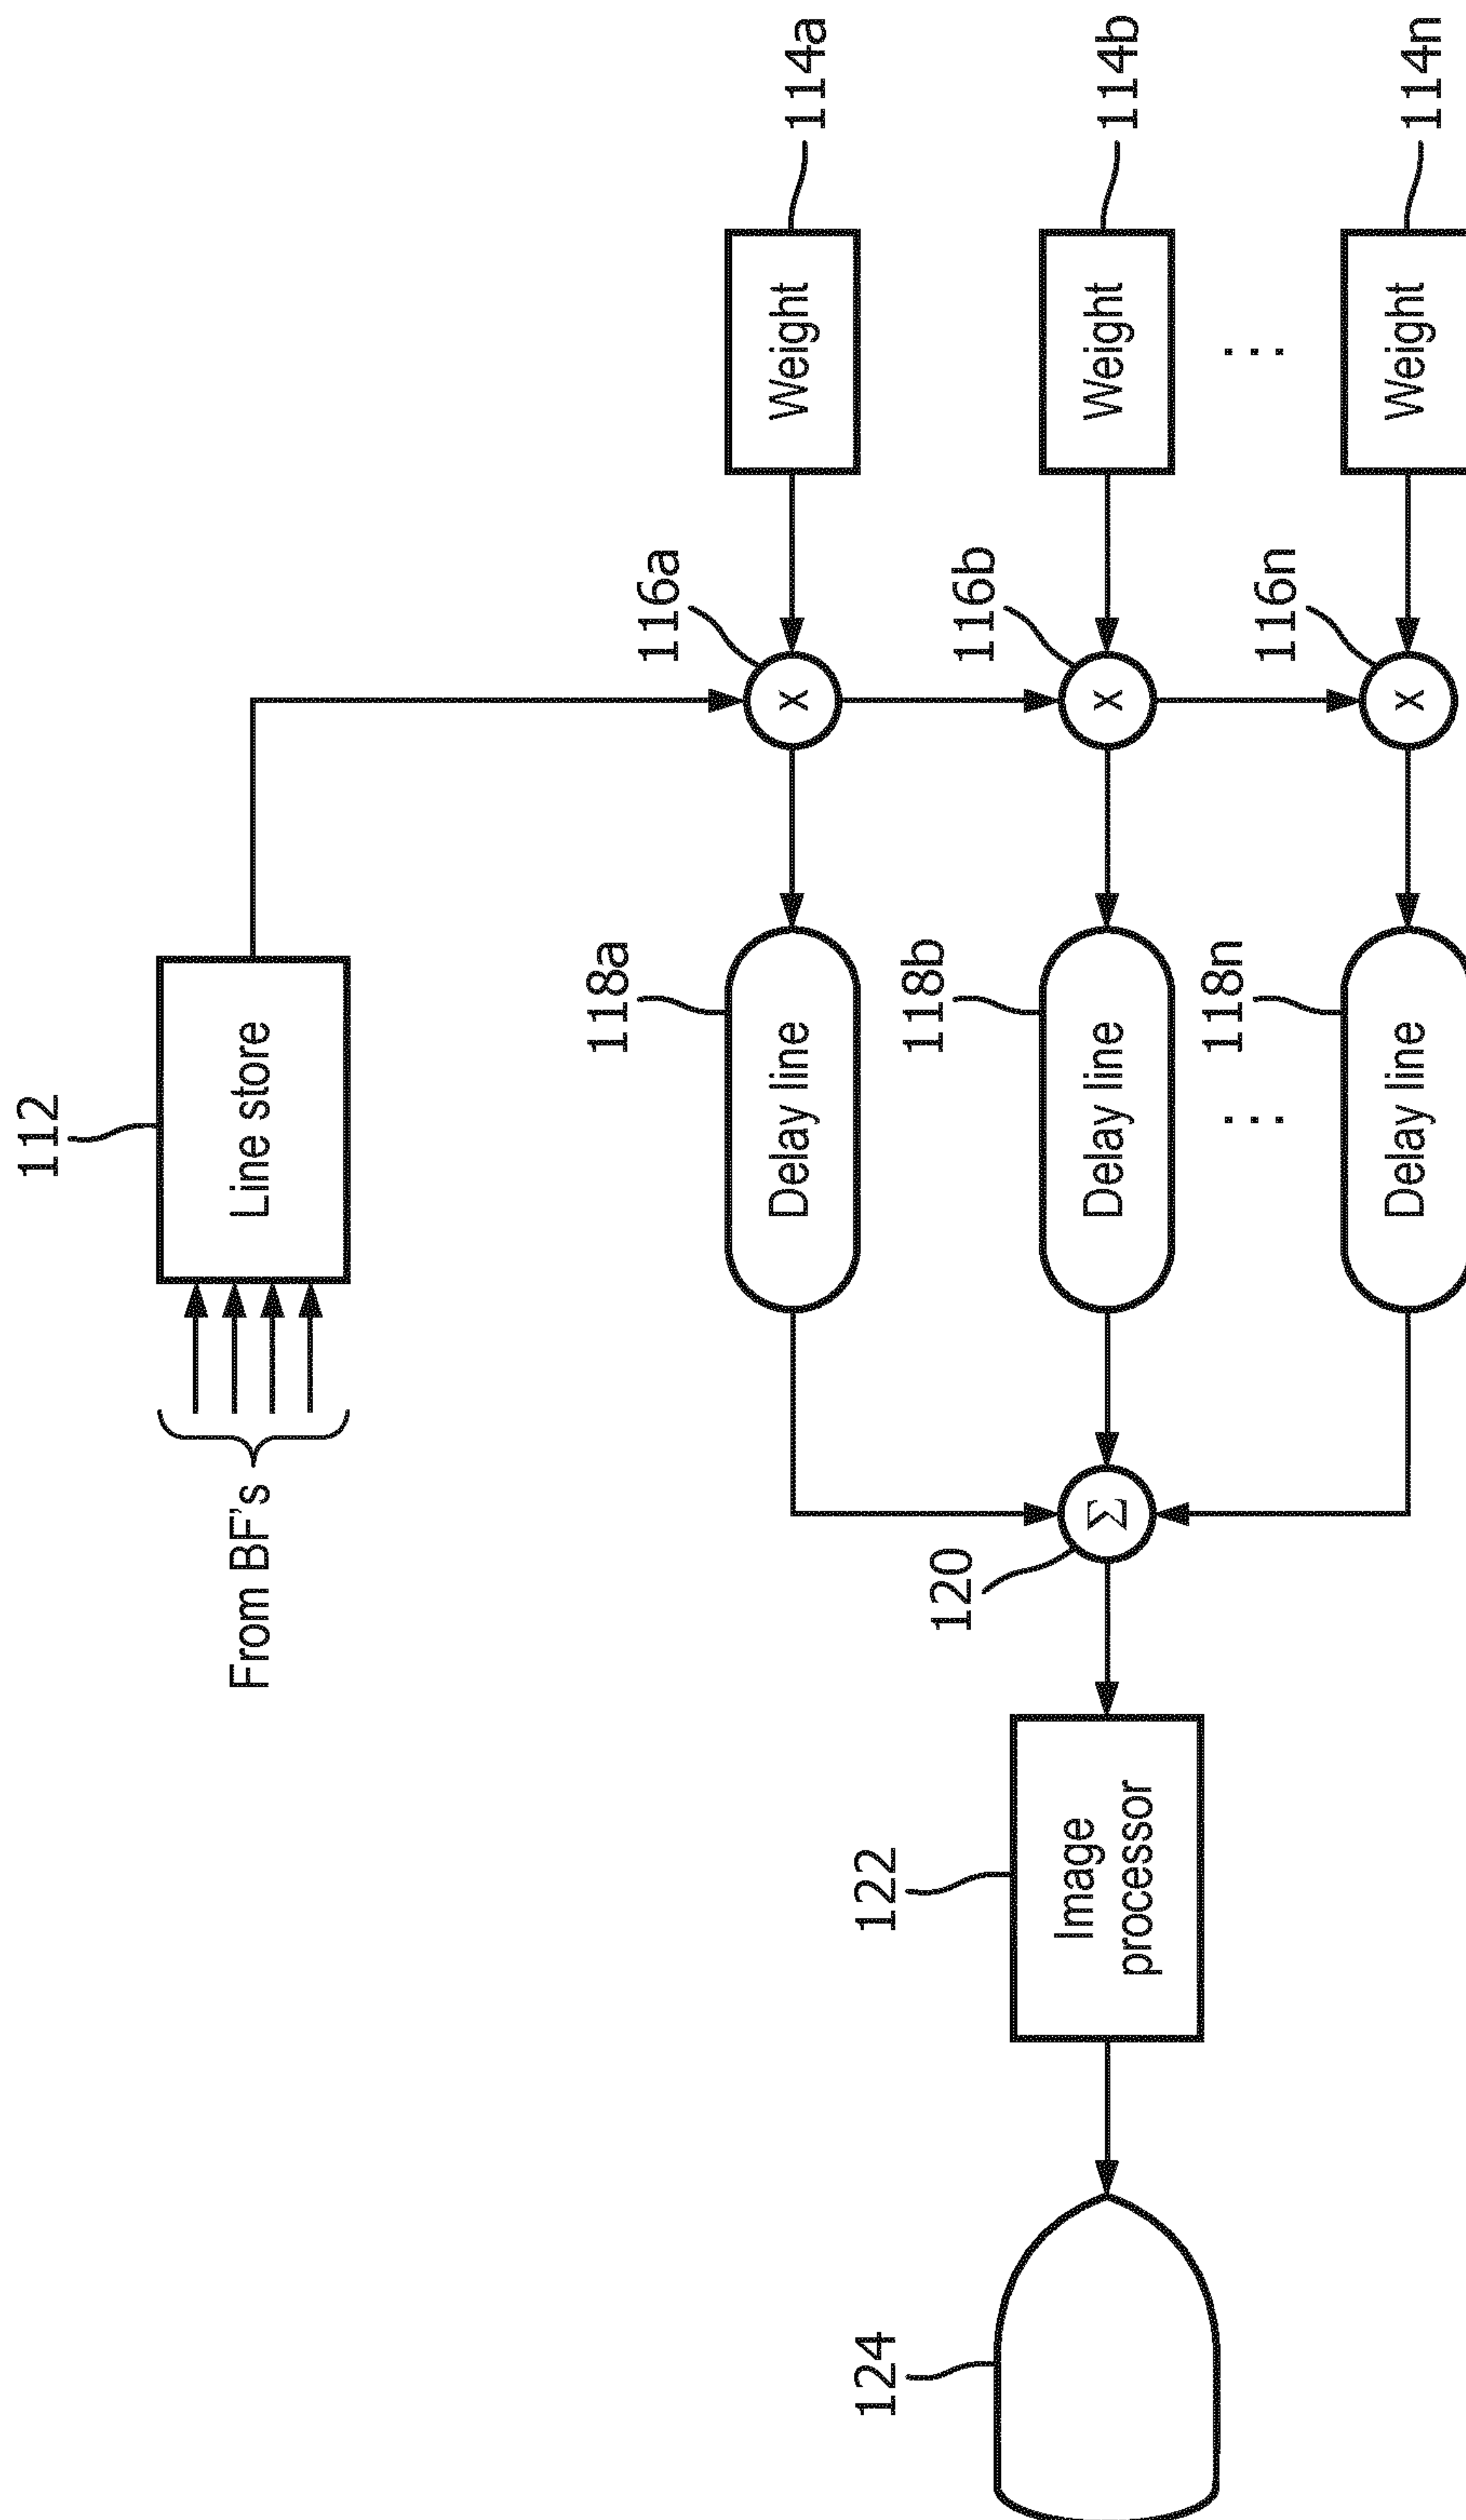 112
Line store
From BF's
116a
114a
Weight
X
118a
Delay line
116b
114b
Weight
X
118b
Delay line
...
...
116n
114n
Weight
X
118n
Delay line
120
Σ
122
Image
processor
124